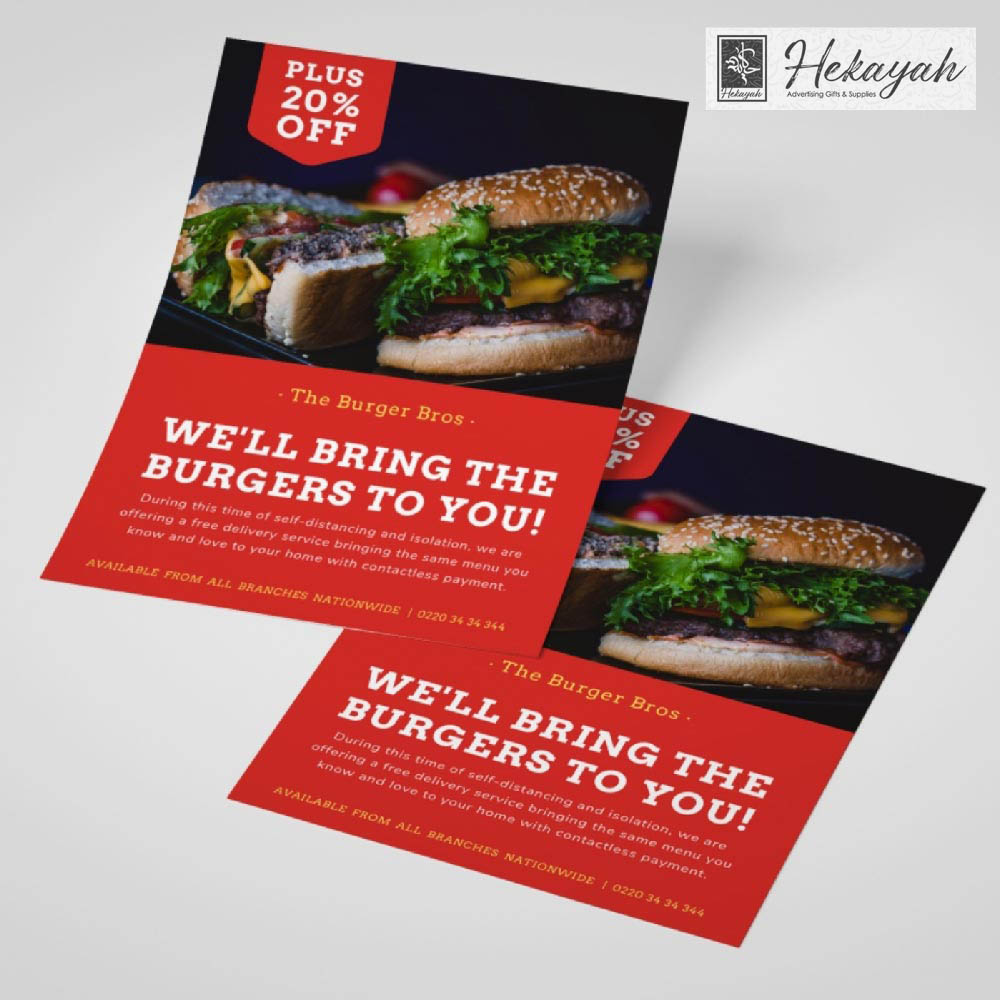 Hekayah
Hekayah
Advertising Gifts & Supplies
PLUS
20%
OFF
· The Burger Bros ·
WE'LL BRING THE
BURGERS TO YOU!
During this time of self-distancing and isolation, we are
offering a free delivery service bringing the same menu you
know and love to your home with contactless payment.
AVAILABLE FROM ALL BRANCHES NATIONWIDE | 0220 34 34 344
US
%
F
· The Burger Bros ·
WE'LL BRING THE
BURGERS TO YOU!
During this time of self-distancing and isolation, we are
offering a free delivery service bringing the same menu you
know and love to your home with contactless payment.
AVAILABLE FROM ALL BRANCHES NATIONWIDE | 0220 34 34 344